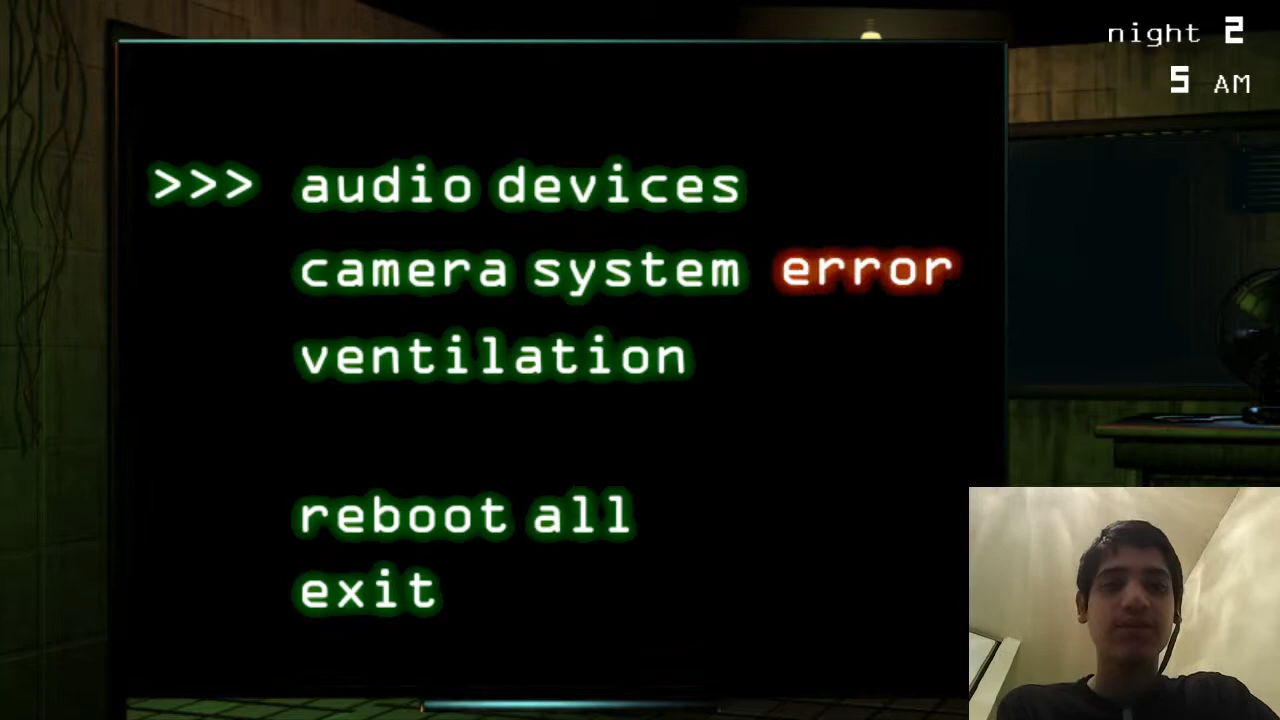 night 2
5 AM
>>> audio devices
camera system error
ventilation
reboot all
exit